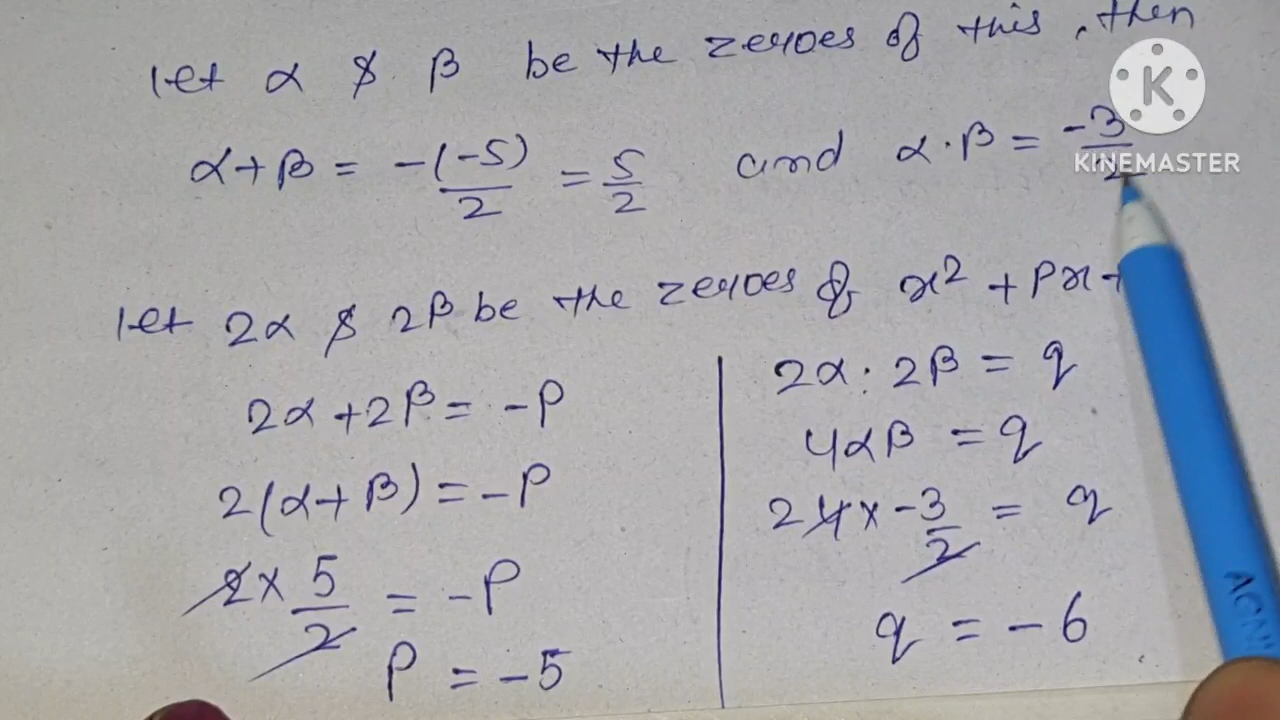 let α & β be the zeroes of this, then
α+β = -(-5)/2 = 5/2 and α·β = -3/2
K
KINEMASTER
let 2α & 2β be the zeroes of x² + Px +
2α+2β = -P
2(α+β) = -P
2× 5/2 = -P
P = -5
2α·2β = q
4αβ = q
2 4× -3/2 = q
q = -6